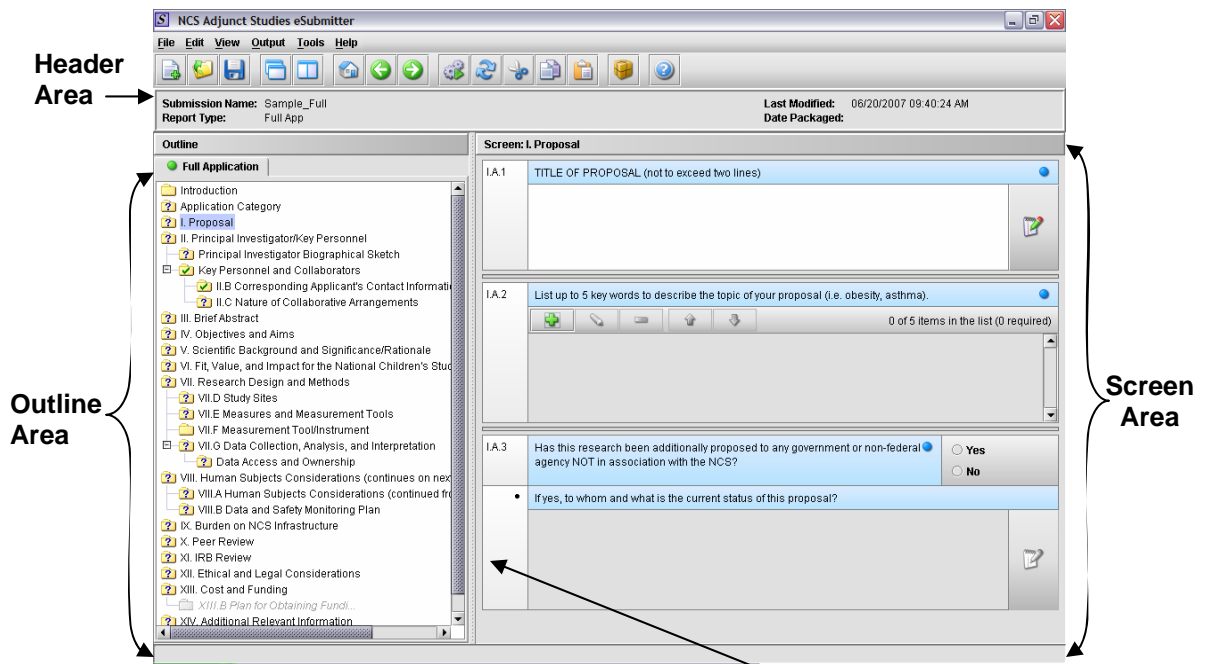 NCS Adjunct Studies eSubmitter
File Edit View Output Tools Help
Header
Area
Submission Name: Sample_Full
Last Modified: 06/20/2007 09:40:24 AM
Report Type: Full App
Date Packaged:
Outline
Screen: I. Proposal
Full Application
Introduction
Application Category
I. Proposal
II. Principal Investigator/Key Personnel
Principal Investigator Biographical Sketch
Key Personnel and Collaborators
II.B Corresponding Applicant's Contact Informati
II.C Nature of Collaborative Arrangements
III. Brief Abstract
IV. Objectives and Aims
V. Scientific Background and Significance/Rationale
VI. Fit, Value, and Impact for the National Children's Stud
VII. Research Design and Methods
VII.D Study Sites
VII.E Measures and Measurement Tools
VII.F Measurement Tool/Instrument
VII.G Data Collection, Analysis, and Interpretation
Data Access and Ownership
VIII. Human Subjects Considerations (continues on nex
VIII.A Human Subjects Considerations (continued fr
VIII.B Data and Safety Monitoring Plan
IX. Burden on NCS Infrastructure
X. Peer Review
XI. IRB Review
XII. Ethical and Legal Considerations
XIII. Cost and Funding
XIII.B Plan for Obtaining Fundi...
XIV. Additional Relevant Information
Outline
Area
I.A.1 TITLE OF PROPOSAL (not to exceed two lines)
I.A.2 List up to 5 key words to describe the topic of your proposal (i.e. obesity, asthma).
0 of 5 items in the list (0 required)
I.A.3 Has this research been additionally proposed to any government or non-federal
agency NOT in association with the NCS?
Yes
No
If yes, to whom and what is the current status of this proposal?
Screen
Area